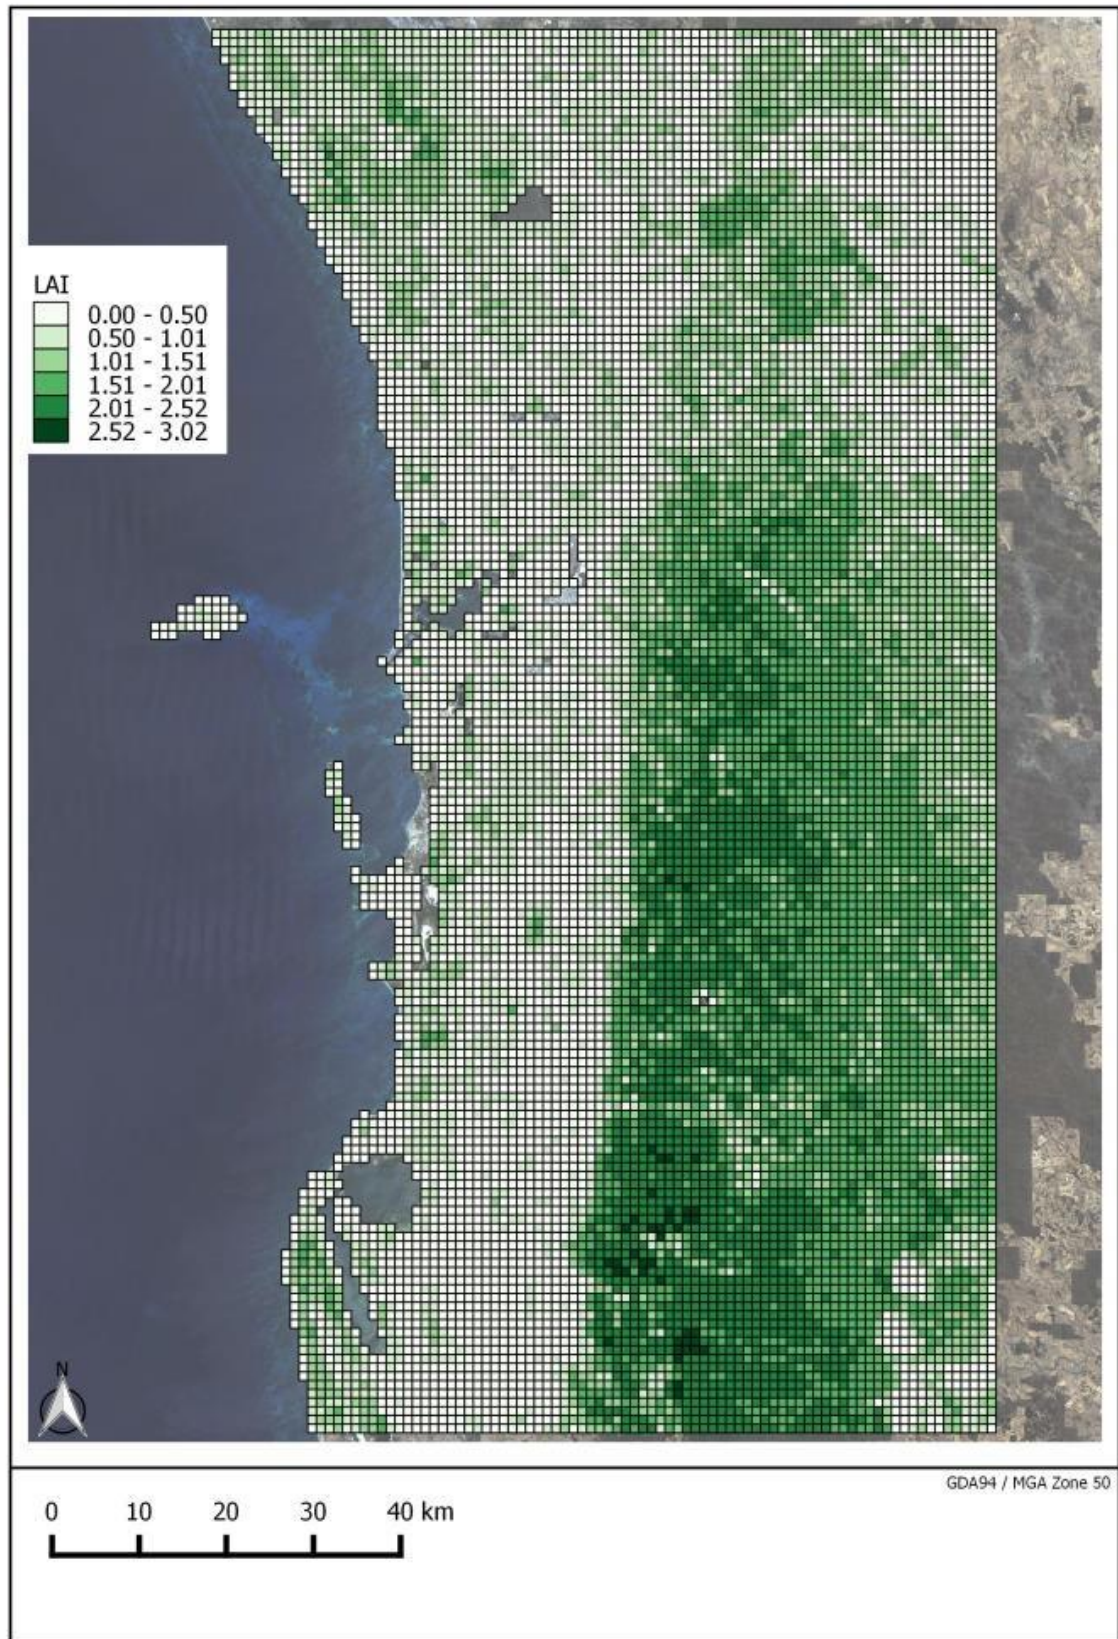 LAI
0.00 - 0.50
0.50 - 1.01
1.01 - 1.51
1.51 - 2.01
2.01 - 2.52
2.52 - 3.02
N
GDA94 / MGA Zone 50
0 10 20 30 40 km